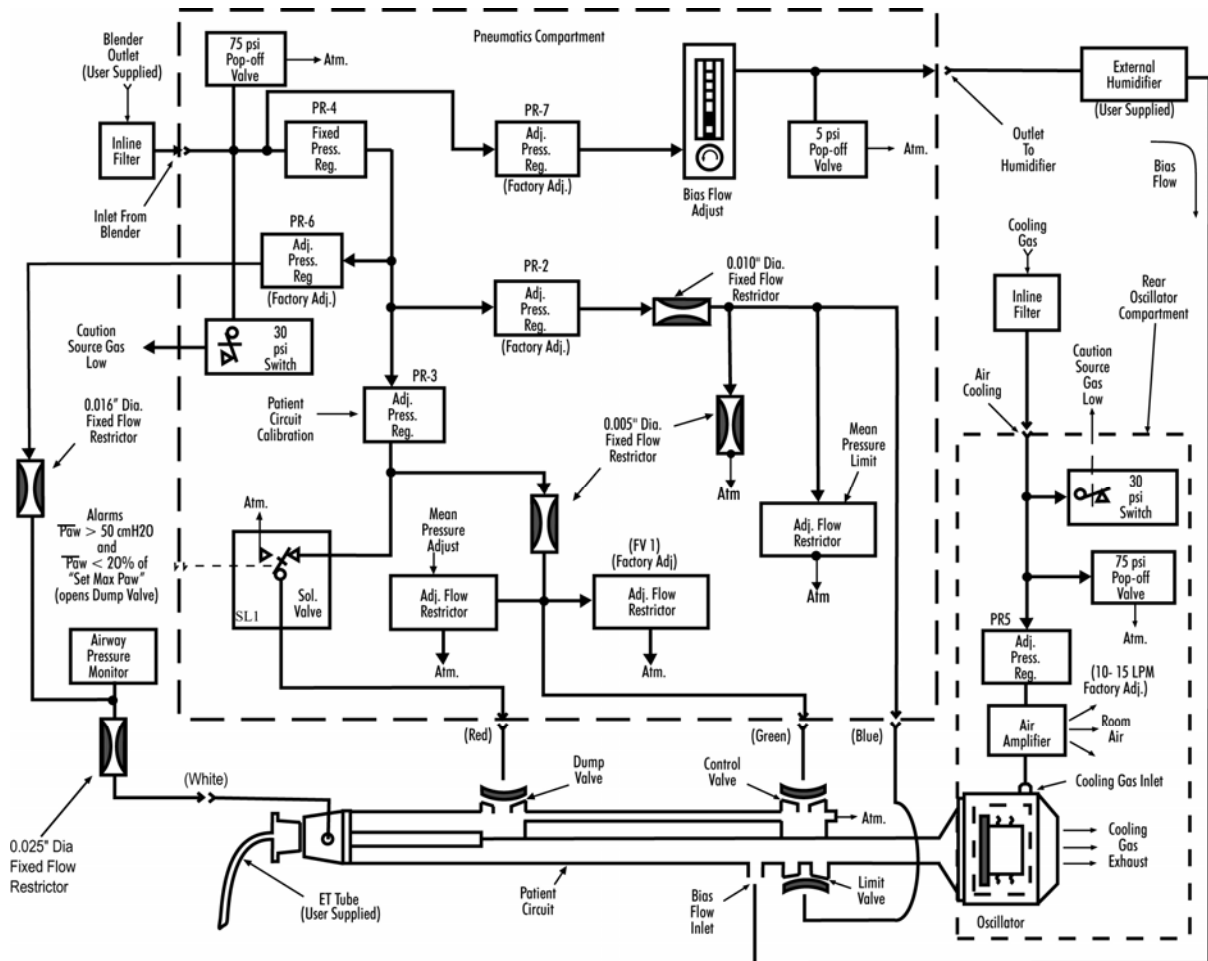 Blender
Outlet
(User Supplied)
Inline
Filter
Inlet From
Blender
75 psi
Pop-off
Valve
Atm.
Pneumatics Compartment
PR-4
Fixed
Press.
Reg.
PR-7
Adj.
Press.
Reg.
(Factory Adj.)
Bias Flow
Adjust
5 psi
Pop-off
Valve
Atm.
Outlet
To
Humidifier
External
Humidifier
(User Supplied)
Bias
Flow
PR-6
Adj.
Press.
Reg
(Factory Adj.)
PR-2
Adj.
Press.
Reg.
(Factory Adj.)
0.010" Dia.
Fixed Flow
Restrictor
Cooling
Gas
Inline
Filter
Rear
Oscillator
Compartment
Caution
Source Gas
Low
30
psi
Switch
Air
Cooling
Caution
Source
Gas
Low
0.016" Dia.
Fixed Flow
Restrictor
Patient
Circuit
Calibration
PR-3
Adj.
Press.
Reg.
0.005" Dia.
Fixed Flow
Restrictor
Atm
Mean
Pressure
Limit
Adj. Flow
Restrictor
Atm
30
psi
Switch
75 psi
Pop-off
Valve
Atm.
Alarms
Paw > 50 cmH2O
and
Paw < 20% of
"Set Max Paw"
(opens Dump Valve)
Atm.
Sol.
Valve
SL1
Mean
Pressure
Adjust
Adj. Flow
Restrictor
Atm.
(FV 1)
(Factory Adj)
Adj. Flow
Restrictor
Atm.
PR5
Adj.
Press.
Reg.
(10- 15 LPM
Factory Adj.)
Air
Amplifier
Room
Air
Airway
Pressure
Monitor
(White)
0.025" Dia
Fixed Flow
Restrictor
(Red)
(Green)
(Blue)
Dump
Valve
Control
Valve
Atm.
Cooling Gas Inlet
Cooling
Gas
Exhaust
ET Tube
(User Supplied)
Patient
Circuit
Bias
Flow
Inlet
Limit
Valve
Oscillator